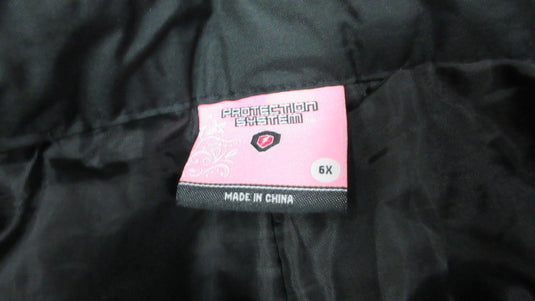 PROTECTION
SYSTEM
6X
MADE IN CHINA